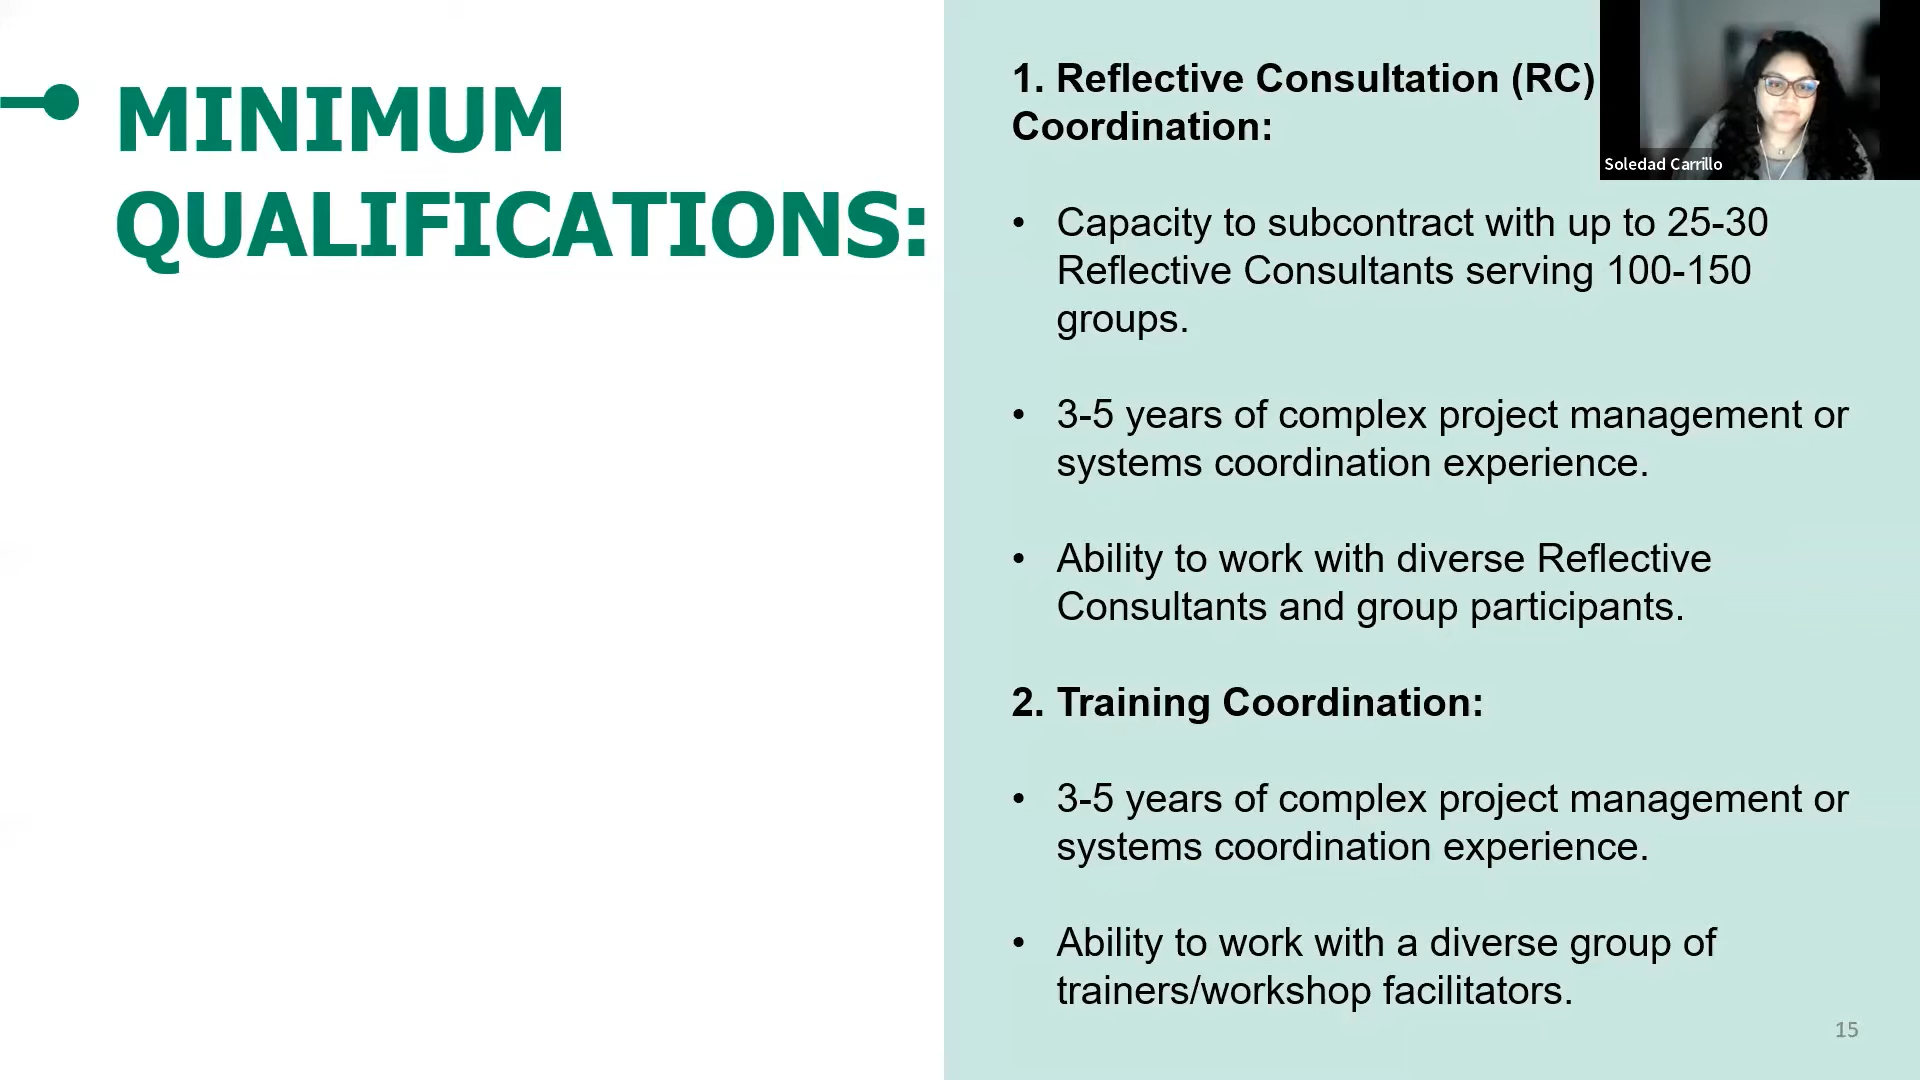 MINIMUM
QUALIFICATIONS:
1. Reflective Consultation (RC)
Coordination:
• Capacity to subcontract with up to 25-30
Reflective Consultants serving 100-150
groups.
• 3-5 years of complex project management or
systems coordination experience.
• Ability to work with diverse Reflective
Consultants and group participants.
2. Training Coordination:
• 3-5 years of complex project management or
systems coordination experience.
• Ability to work with a diverse group of
trainers/workshop facilitators.
15
Soledad Carrillo